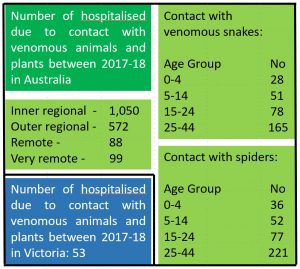 Number of hospitalised
due to contact with
venomous animals and
plants between 2017-18
in Australia
Inner regional - 1,050
Outer regional - 572
Remote - 88
Very remote - 99
Number of hospitalised
due to contact with
venomous animals and
plants between 2017-18
in Victoria: 53
Contact with
venomous snakes:
Age Group No
0-4 28
5-14 51
15-24 78
25-44 165
Contact with spiders:
Age Group No
0-4 36
5-14 52
15-24 77
25-44 221